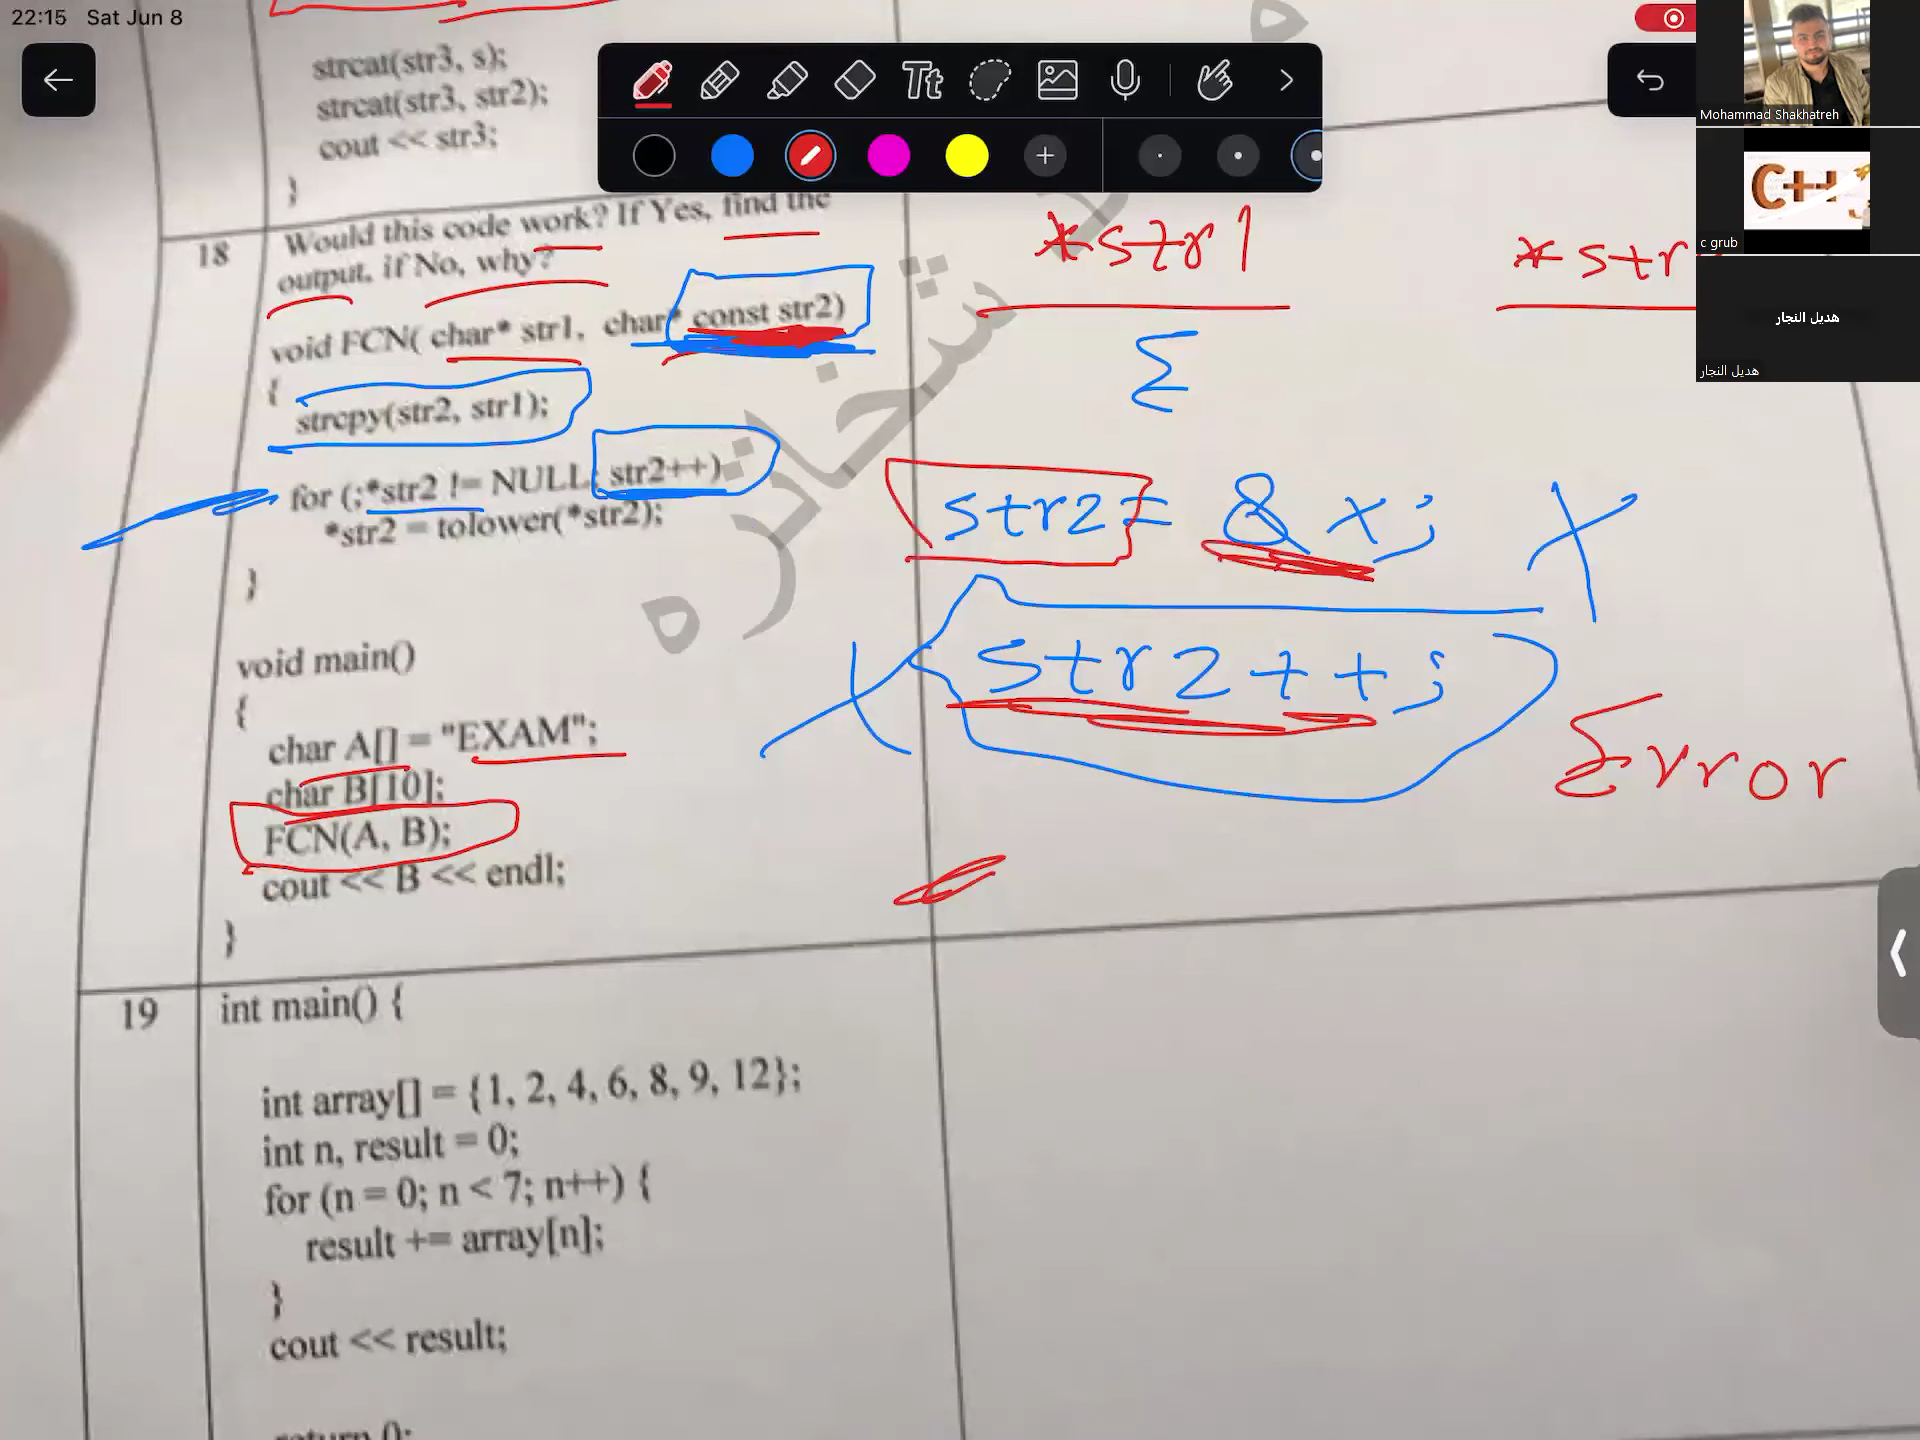 22:15 Sat Jun 8
Tt
Mohammad Shakhatreh
C++
c grub
هديل النجار
هديل النجار
strcat(str3, s);
strcat(str3, str2);
cout << str3;
}
18
Would this code work? If Yes, find the
output, if No, why?
void FCN( char* str1, char* const str2)
{
strcpy(str2, str1);
for (;*str2 != NULL; str2++)
*str2 = tolower(*str2);
}
void main()
{
char A[] = "EXAM";
char B[10];
FCN(A, B);
cout << B << endl;
}
*str1
*str
str2 = &x;
str2++;
Error
شخاتره
19
int main() {
int array[] = {1, 2, 4, 6, 8, 9, 12};
int n, result = 0;
for (n = 0; n < 7; n++) {
result += array[n];
}
cout << result;
return 0;